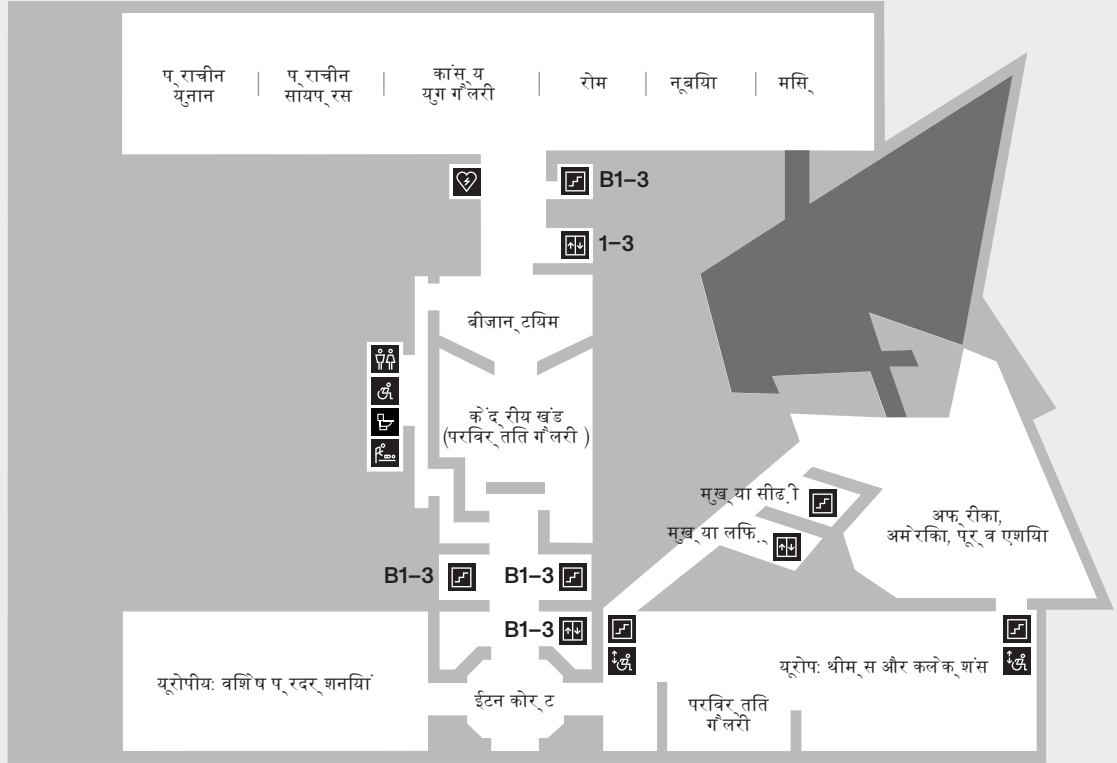 प्राचीन
युनान
प्राचीन
सायप्रस
कांस्य
युग गैलरी
रोम
नूबिया
मिस्र
B1–3
1–3
बीजान्टियिम
केंद्रीय खंड
(परिवर्तित गैलरी )
मुख्या सीढ़ी
मुख्या लिफ़्ट
अफ्रीका,
अमेरिका, पूर्व एशिया
B1–3
B1–3
B1–3
यूरोपीय: विशेष प्रदर्शनियां
ईटन कोर्ट
यूरोप: थीम्स और कलेक्शंस
परिवर्तित
गैलरी